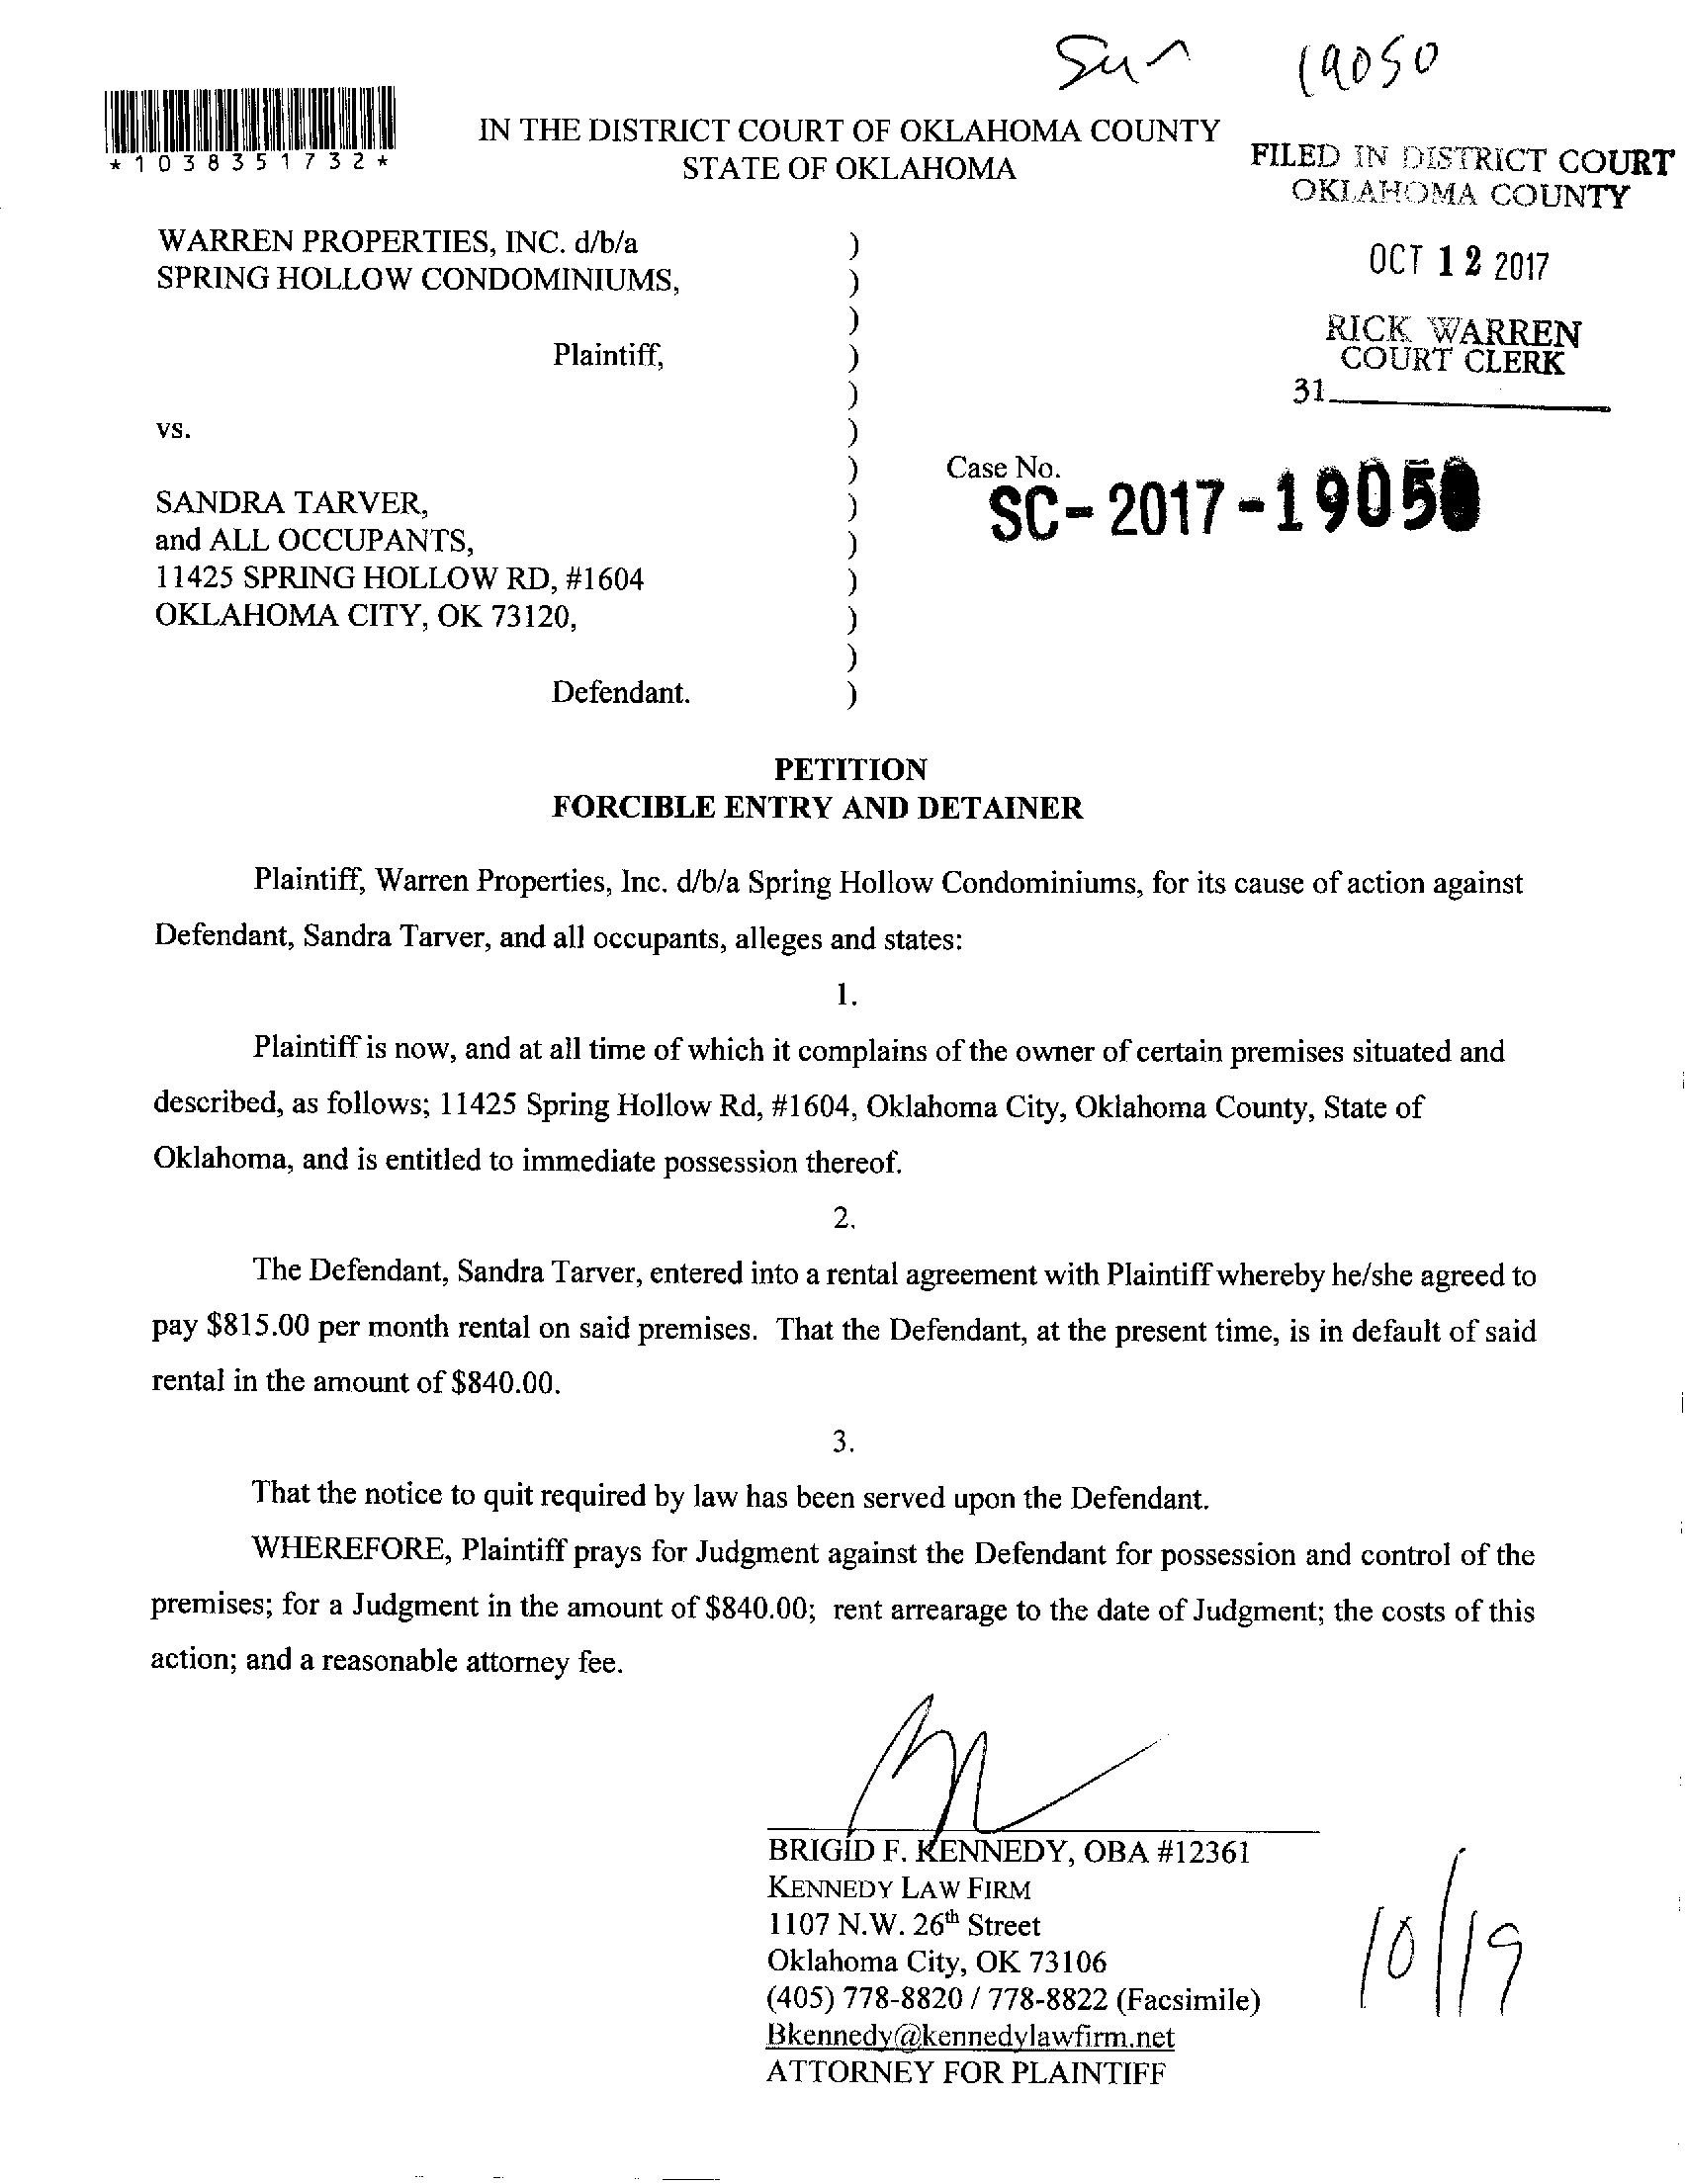 Sur 19050
*1038351732*
IN THE DISTRICT COURT OF OKLAHOMA COUNTY
STATE OF OKLAHOMA
FILED IN DISTRICT COURT
OKLAHOMA COUNTY
OCT 12 2017
RICK WARREN
COURT CLERK
31
WARREN PROPERTIES, INC. d/b/a )
SPRING HOLLOW CONDOMINIUMS, )
)
Plaintiff, )
)
vs. )
) Case No.
SC-2017-19050
SANDRA TARVER, )
and ALL OCCUPANTS, )
11425 SPRING HOLLOW RD, #1604 )
OKLAHOMA CITY, OK 73120, )
)
Defendant. )
PETITION
FORCIBLE ENTRY AND DETAINER
Plaintiff, Warren Properties, Inc. d/b/a Spring Hollow Condominiums, for its cause of action against
Defendant, Sandra Tarver, and all occupants, alleges and states:
1.
Plaintiff is now, and at all time of which it complains of the owner of certain premises situated and
described, as follows; 11425 Spring Hollow Rd, #1604, Oklahoma City, Oklahoma County, State of
Oklahoma, and is entitled to immediate possession thereof.
2.
The Defendant, Sandra Tarver, entered into a rental agreement with Plaintiff whereby he/she agreed to
pay $815.00 per month rental on said premises. That the Defendant, at the present time, is in default of said
rental in the amount of $840.00.
3.
That the notice to quit required by law has been served upon the Defendant.
WHEREFORE, Plaintiff prays for Judgment against the Defendant for possession and control of the
premises; for a Judgment in the amount of $840.00; rent arrearage to the date of Judgment; the costs of this
action; and a reasonable attorney fee.
BRIGID F. KENNEDY, OBA #12361
KENNEDY LAW FIRM
1107 N.W. 26th Street
Oklahoma City, OK 73106
(405) 778-8820 / 778-8822 (Facsimile)
Bkennedy@kennedylawfirm.net
ATTORNEY FOR PLAINTIFF
10/19